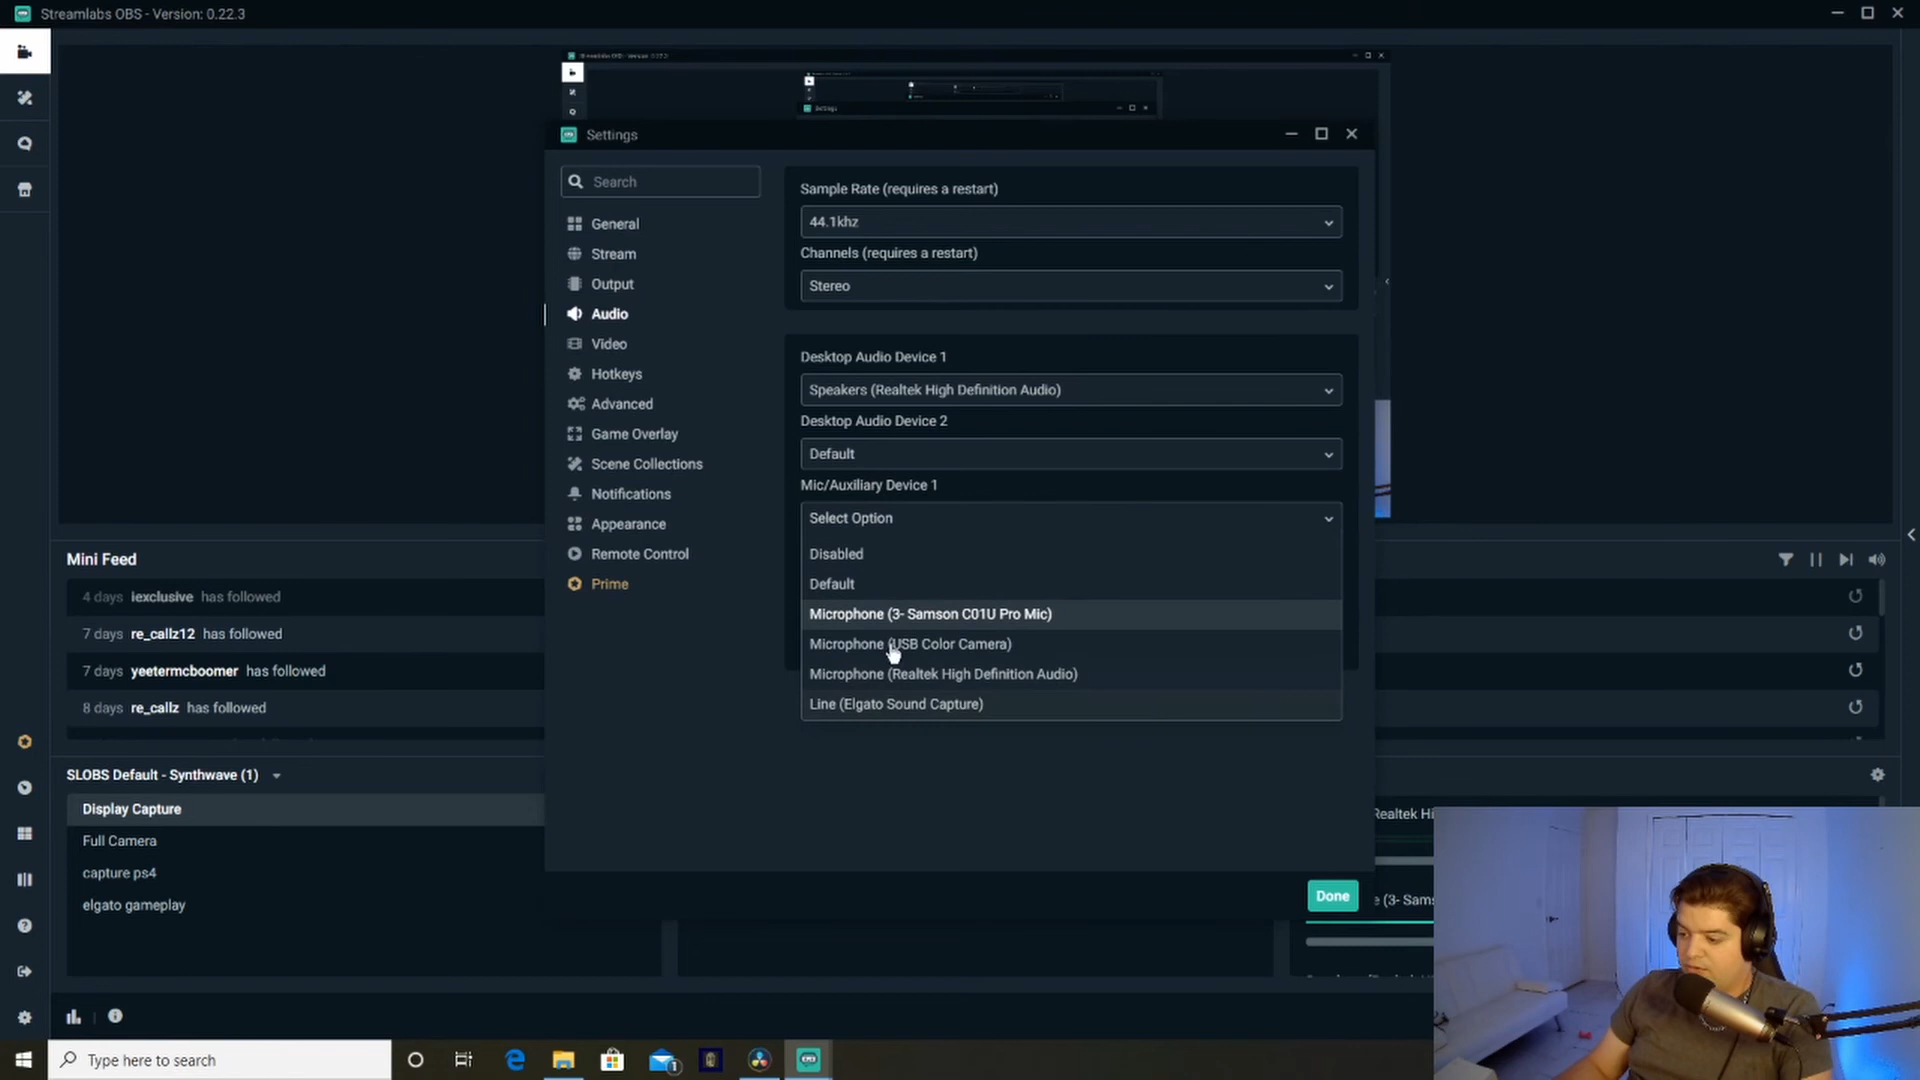 Streamlabs OBS - Version: 0.22.3
Settings
Settings
Search
General
Stream
Output
Audio
Video
Hotkeys
Advanced
Game Overlay
Scene Collections
Notifications
Appearance
Remote Control
Prime
Sample Rate (requires a restart)
44.1khz
Channels (requires a restart)
Stereo
Desktop Audio Device 1
Speakers (Realtek High Definition Audio)
Desktop Audio Device 2
Default
Mic/Auxiliary Device 1
Select Option
Disabled
Default
Microphone (3- Samson C01U Pro Mic)
Microphone (USB Color Camera)
Microphone (Realtek High Definition Audio)
Line (Elgato Sound Capture)
Done
Mini Feed
4 days iexclusive has followed
7 days re_callz12 has followed
7 days yeetermcboomer has followed
8 days re_callz has followed
SLOBS Default - Synthwave (1)
Display Capture
Full Camera
capture ps4
elgato gameplay
Realtek Hi
e (3- Sams
Type here to search
1